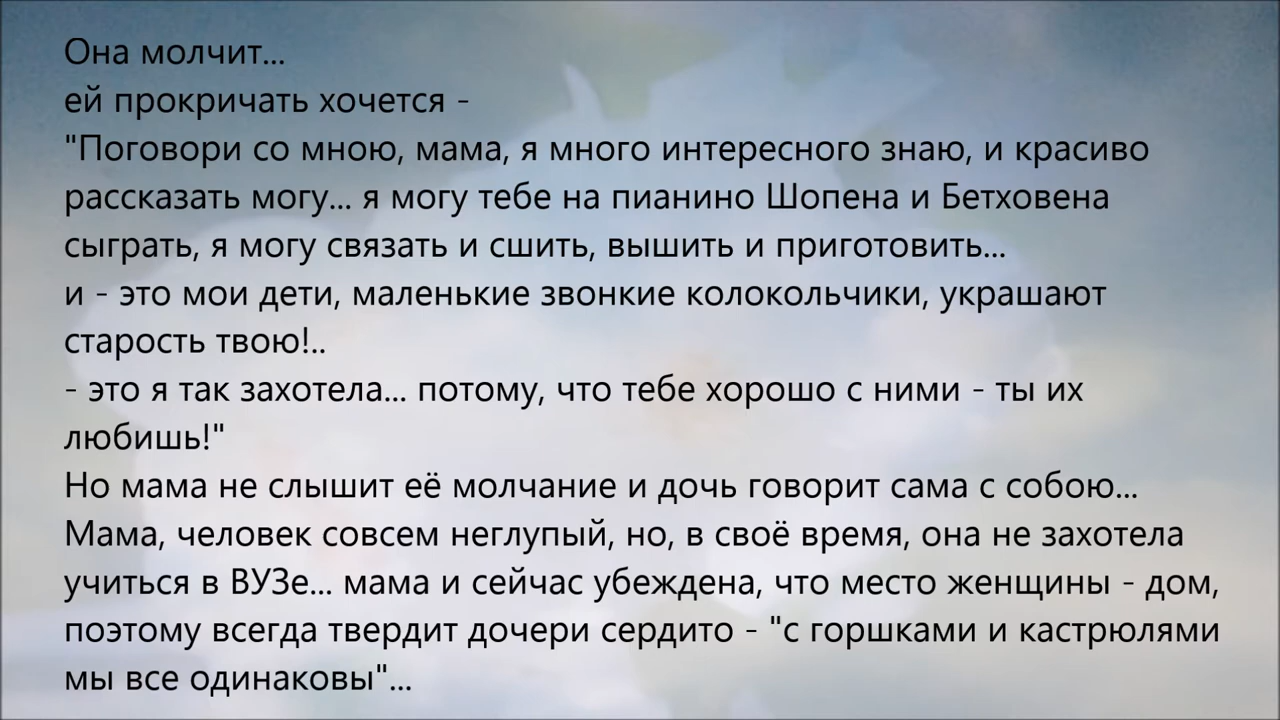 Она молчит...
ей прокричать хочется -
"Поговори со мною, мама, я много интересного знаю, и красиво
рассказать могу... я могу тебе на пианино Шопена и Бетховена
сыграть, я могу связать и сшить, вышить и приготовить...
и - это мои дети, маленькие звонкие колокольчики, украшают
старость твою!..
- это я так захотела... потому, что тебе хорошо с ними - ты их
любишь!"
Но мама не слышит её молчание и дочь говорит сама с собою...
Мама, человек совсем неглупый, но, в своё время, она не захотела
учиться в ВУЗе... мама и сейчас убеждена, что место женщины - дом,
поэтому всегда твердит дочери сердито - "с горшками и кастрюлями
мы все одинаковы"...